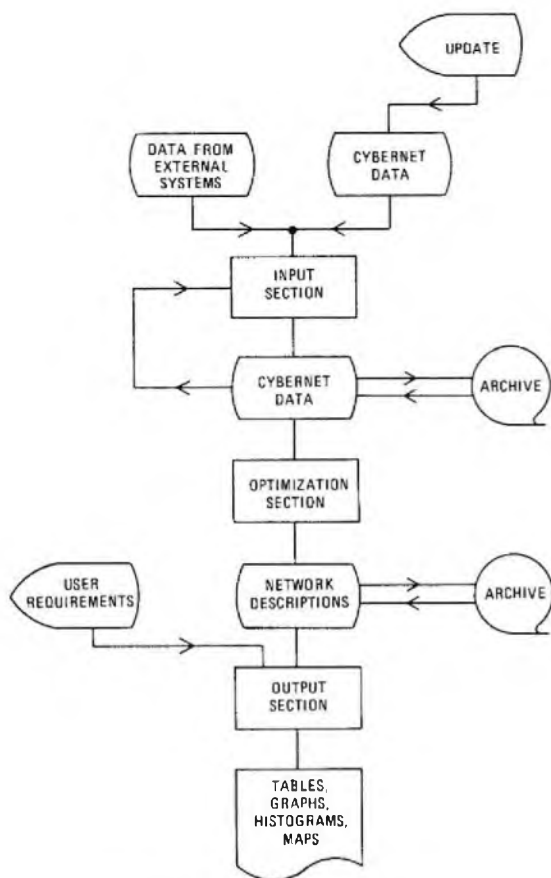 UPDATE
DATA FROM
EXTERNAL
SYSTEMS
CYBERNET
DATA
INPUT
SECTION
CYBERNET
DATA
ARCHIVE
OPTIMIZATION
SECTION
USER
REQUIREMENTS
NETWORK
DESCRIPTIONS
ARCHIVE
OUTPUT
SECTION
TABLES,
GRAPHS,
HISTOGRAMS,
MAPS